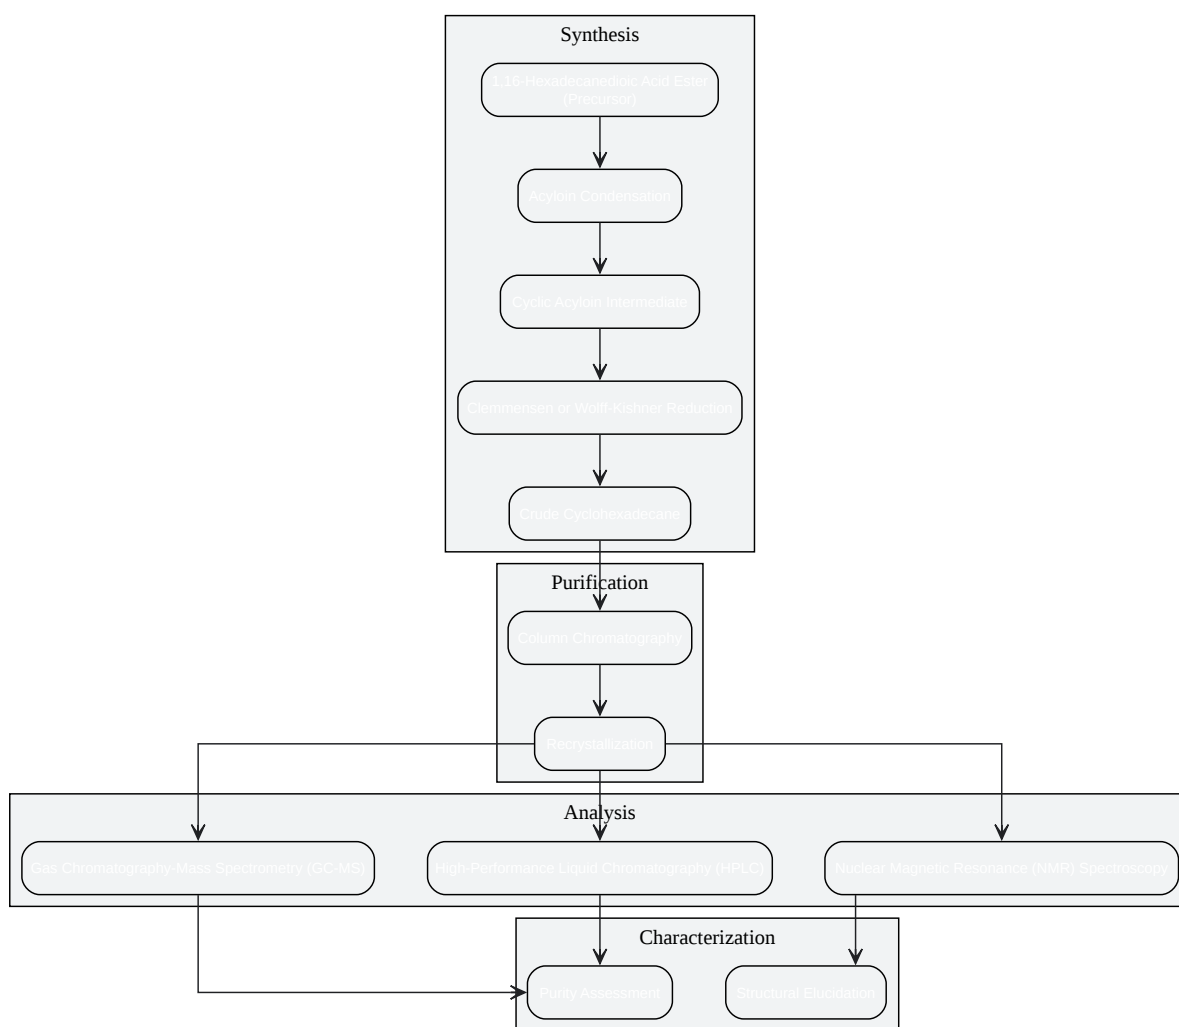 Synthesis
1,16-Hexadecanedioic Acid Ester
(Precursor)
Acyloin Condensation
Cyclic Acyloin Intermediate
Clemmensen or Wolff-Kishner Reduction
Crude Cyclohexadecane
Purification
Column Chromatography
Recrystallization
Analysis
Gas Chromatography-Mass Spectrometry (GC-MS)
High-Performance Liquid Chromatography (HPLC)
Nuclear Magnetic Resonance (NMR) Spectroscopy
Characterization
Purity Assessment
Structural Elucidation